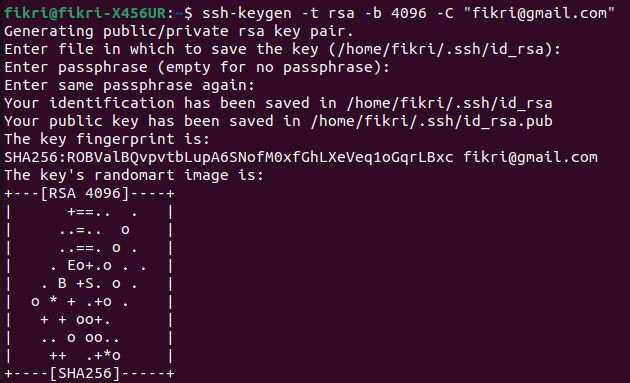 fikri@fikri-X456UR:~$ ssh-keygen -t rsa -b 4096 -C "fikri@gmail.com"
Generating public/private rsa key pair.
Enter file in which to save the key (/home/fikri/.ssh/id_rsa):
Enter passphrase (empty for no passphrase):
Enter same passphrase again:
Your identification has been saved in /home/fikri/.ssh/id_rsa
Your public key has been saved in /home/fikri/.ssh/id_rsa.pub
The key fingerprint is:
SHA256:ROBValBQvpvtbLupA6SNofM0xfGhLXeVeq1oGqrLBxc fikri@gmail.com
The key's randomart image is:
+---[RSA 4096]----+
|      +==..  .   |
|     ..=..  o    |
|     ..==. o .   |
|    . Eo+.o . .  |
|   . B +S. o .   |
|  o * + .+o .    |
|   + + oo+.      |
|   .. o oo..     |
|    ++  .+*o     |
+----[SHA256]-----+